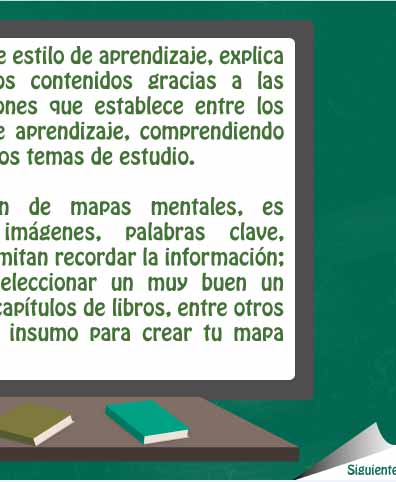 estilo de aprendizaje, explica
contenidos gracias a las
que establece entre los
aprendizaje, comprendiendo
os temas de estudio.
n de mapas mentales, es
imágenes, palabras clave,
mitan recordar la información;
eleccionar un muy buen un
capítulos de libros, entre otros
insumo para crear tu mapa
Siguiente